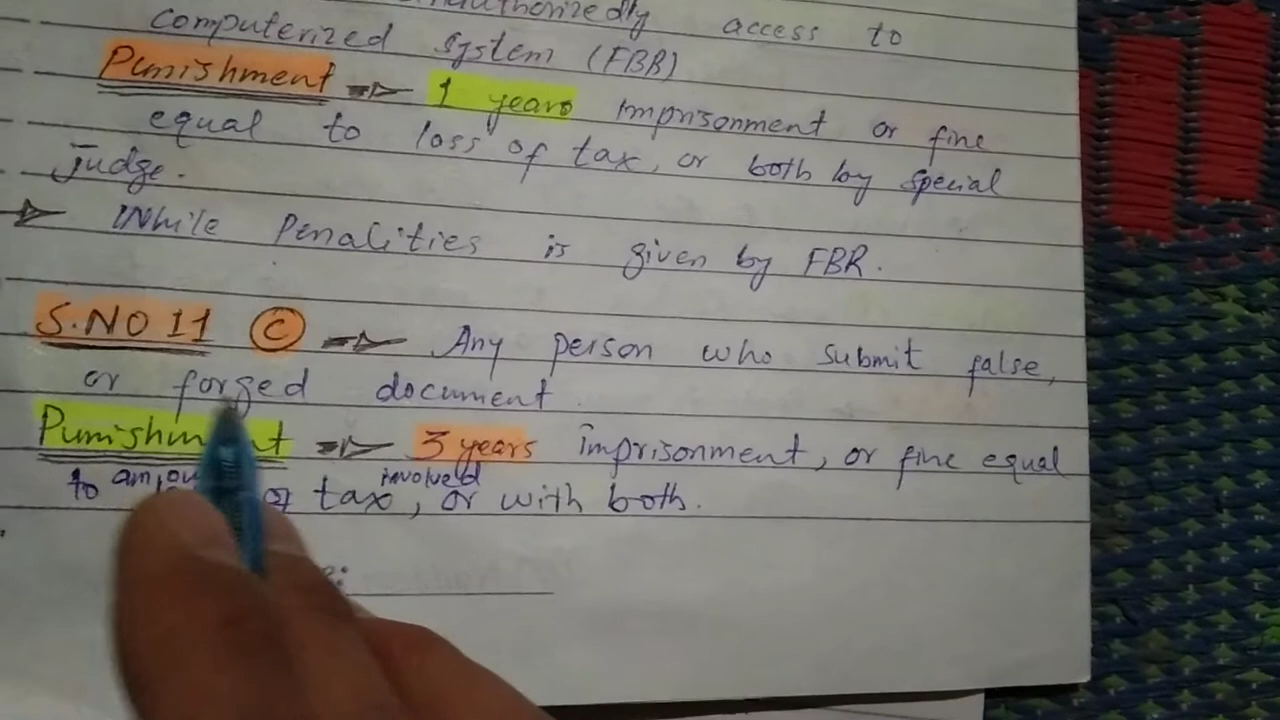 access to
computerized system (FBR)
Punishment ⇒ 1 years imprisonment or fine
equal to loss of tax, or both by special
judge.
→ While Penalities is given by FBR.
S.NO 11 (C) ⇒ Any person who submit false,
or forged document.
Punishment ⇒ 3 years imprisonment, or fine equal
to of tax involved, or with both.